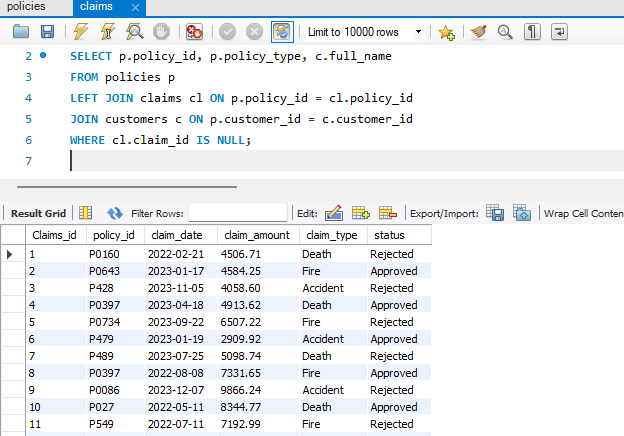 policies claims
Limit to 10000 rows
2 SELECT p.policy_id, p.policy_type, c.full_name
3 FROM policies p
4 LEFT JOIN claims cl ON p.policy_id = cl.policy_id
5 JOIN customers c ON p.customer_id = c.customer_id
6 WHERE cl.claim_id IS NULL;
7
Result Grid Filter Rows: Edit: Export/Import: Wrap Cell Conten
Claims_id policy_id claim_date claim_amount claim_type status
1 P0160 2022-02-21 4506.71 Death Rejected
2 P0643 2023-01-17 4584.25 Fire Approved
3 P428 2023-11-05 4058.60 Accident Rejected
4 P0397 2023-04-18 4913.62 Death Approved
5 P0734 2023-09-22 6507.22 Fire Rejected
6 P479 2023-01-19 2909.92 Accident Approved
7 P489 2023-07-25 5098.74 Death Rejected
8 P0397 2022-08-08 7331.65 Fire Approved
9 P0086 2023-12-07 9866.24 Accident Rejected
10 P027 2022-05-11 8344.77 Death Approved
11 P549 2022-07-11 7192.99 Fire Rejected